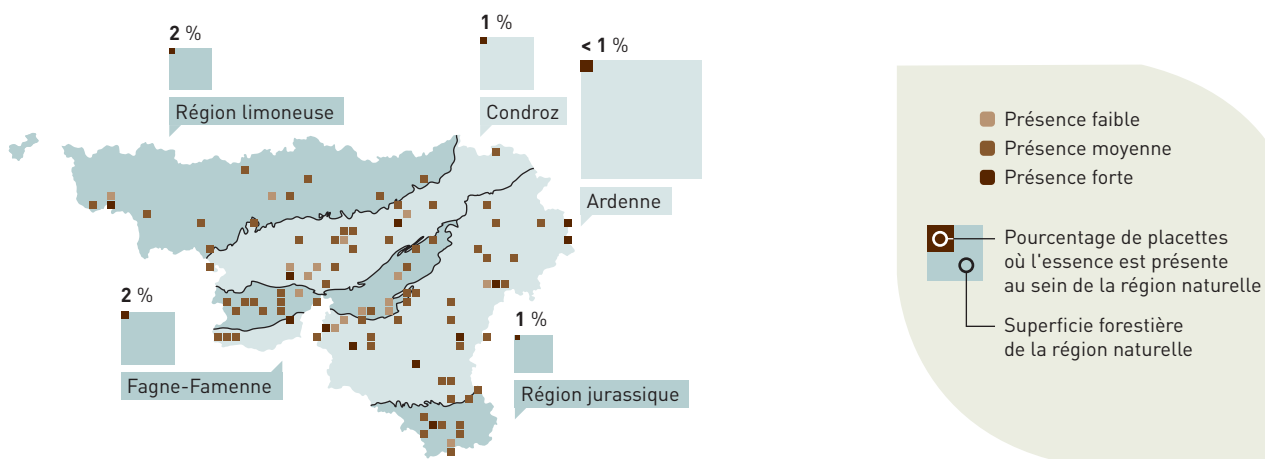 2 %
Région limoneuse
1 %
Condroz
< 1 %
Ardenne
2 %
Fagne-Famenne
1 %
Région jurassique
Présence faible
Présence moyenne
Présence forte
Pourcentage de placettes
où l'essence est présente
au sein de la région naturelle
Superficie forestière
de la région naturelle